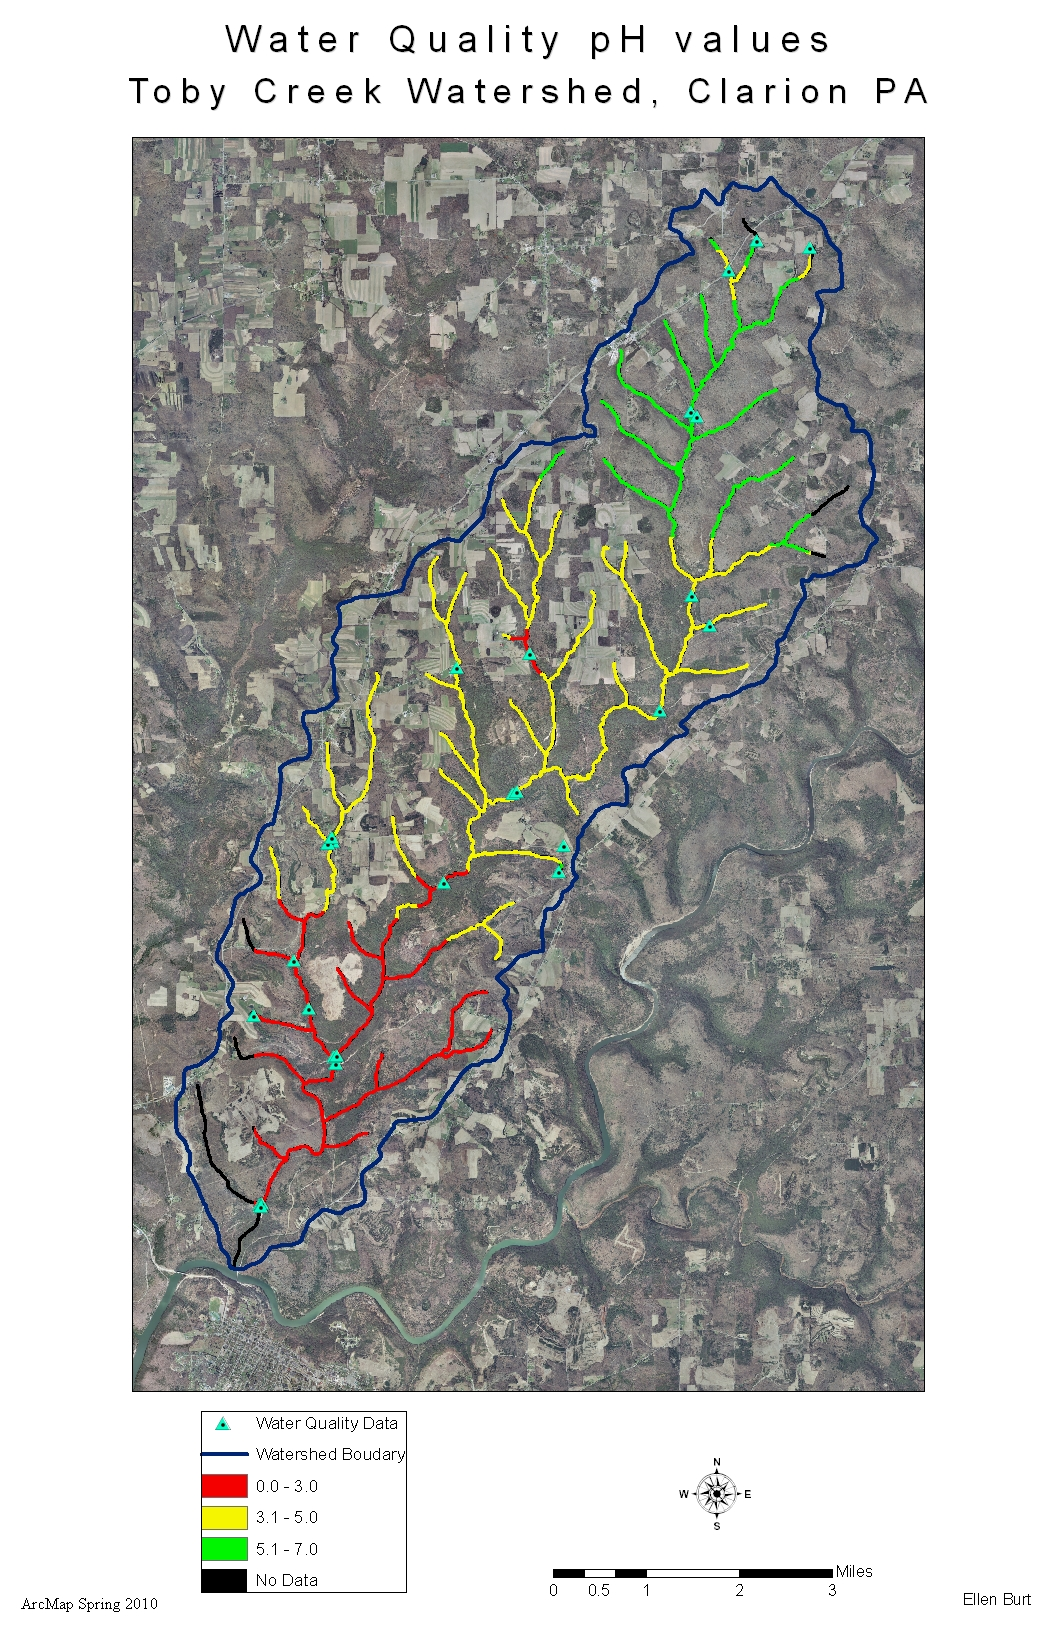 Water Quality pH values
Toby Creek Watershed, Clarion PA
Water Quality Data
Watershed Boudary
0.0 - 3.0
3.1 - 5.0
5.1 - 7.0
No Data
N
W E
S
Miles
0 0.5 1 2 3
ArcMap Spring 2010
Ellen Burt